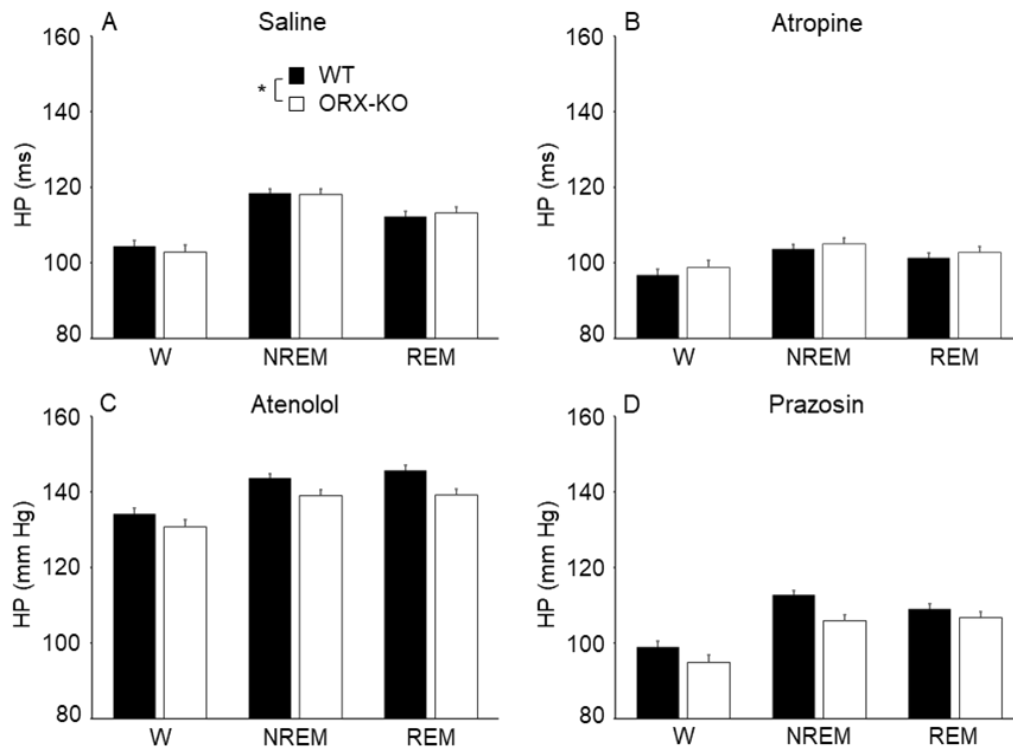 A Saline
160
140
120
100
80
HP (ms)
* WT
ORX-KO
W NREM REM
B Atropine
160
140
120
100
80
HP (ms)
W NREM REM
C Atenolol
160
140
120
100
80
HP (mm Hg)
W NREM REM
D Prazosin
160
140
120
100
80
HP (mm Hg)
W NREM REM